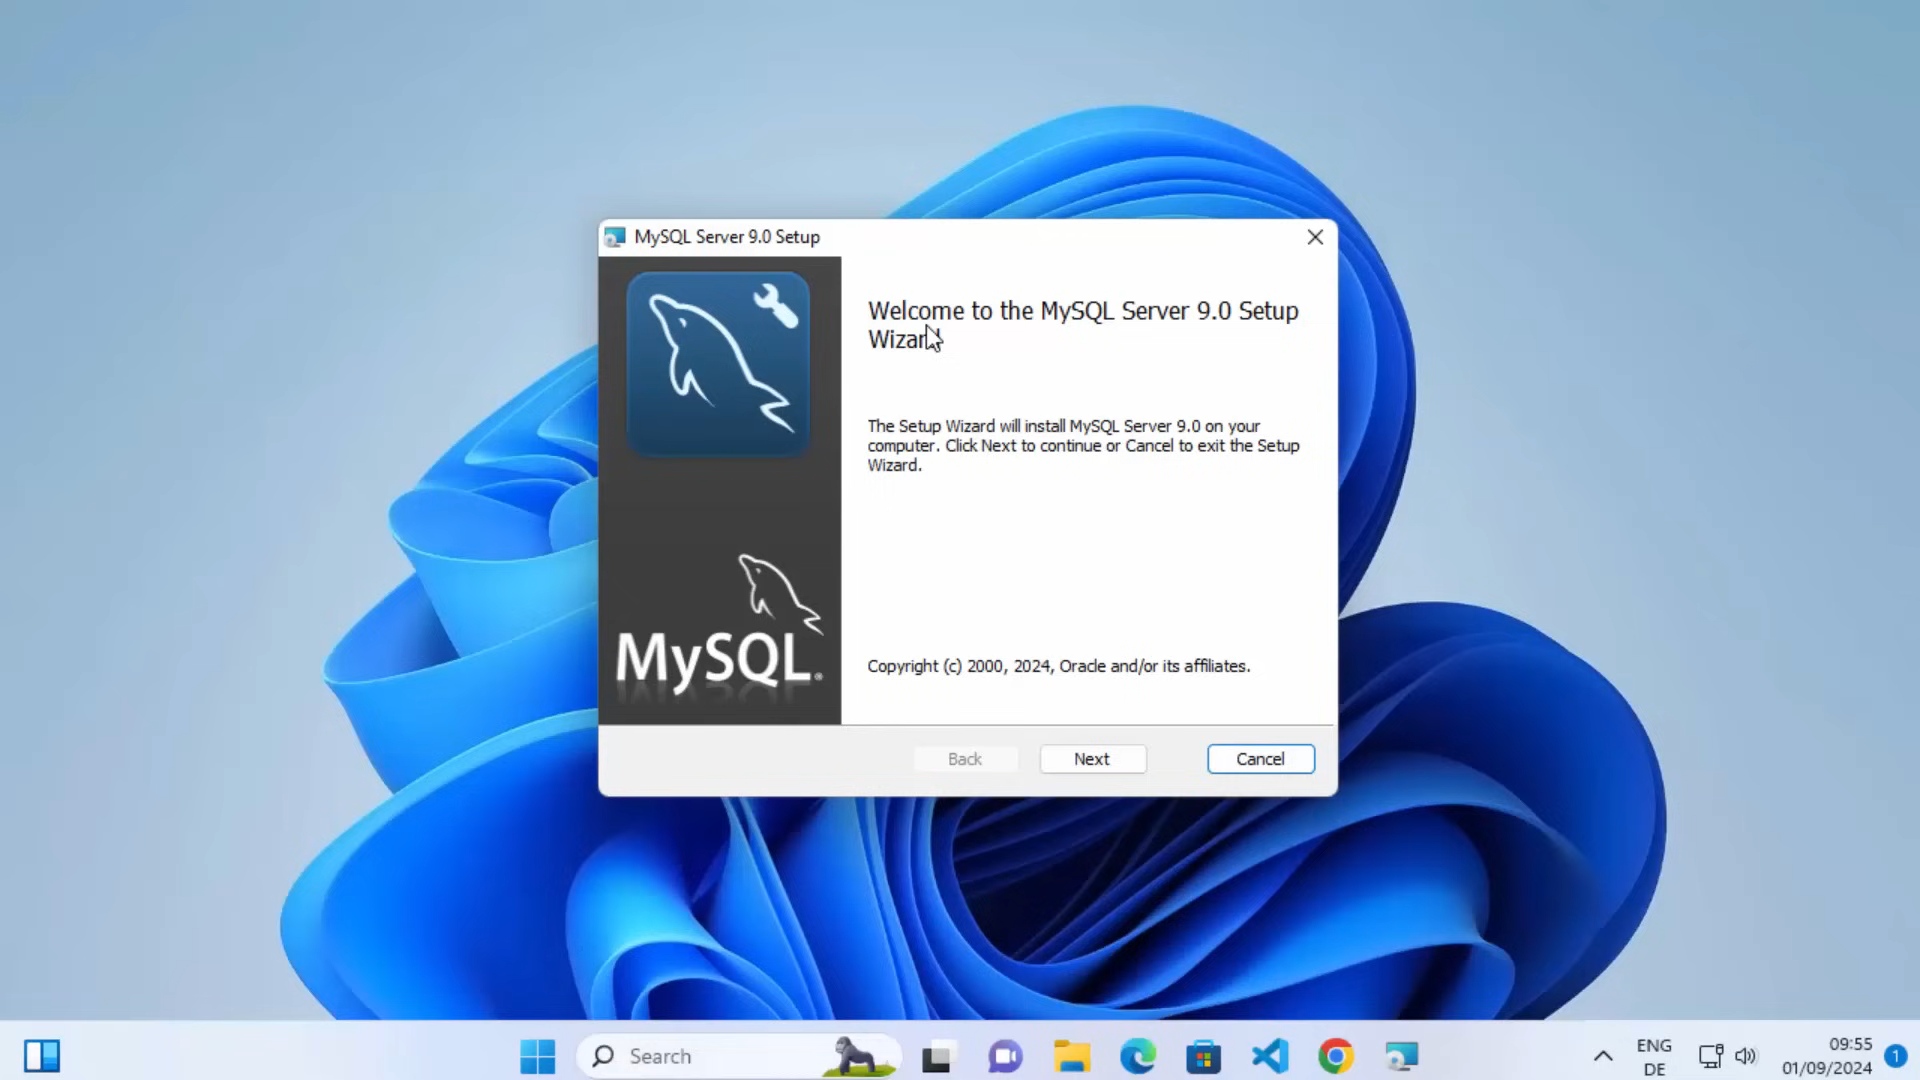 MySQL Server 9.0 Setup
Welcome to the MySQL Server 9.0 Setup
Wizard
The Setup Wizard will install MySQL Server 9.0 on your
computer. Click Next to continue or Cancel to exit the Setup
Wizard.
MySQL®
Copyright (c) 2000, 2024, Oracle and/or its affiliates.
Back
Next
Cancel
Search
ENG
DE
09:55
01/09/2024
1